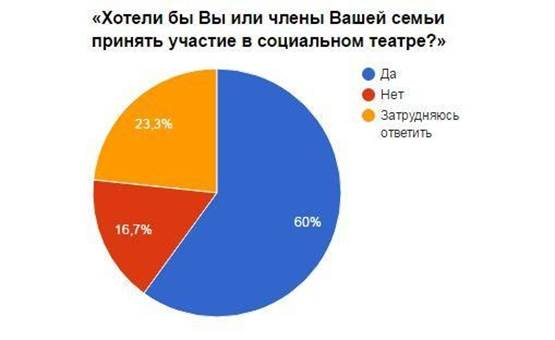 «Хотели бы Вы или члены Вашей семьи
принять участие в социальном театре?»
Да
Нет
Затрудняюсь
ответить
23,3%
16,7%
60%